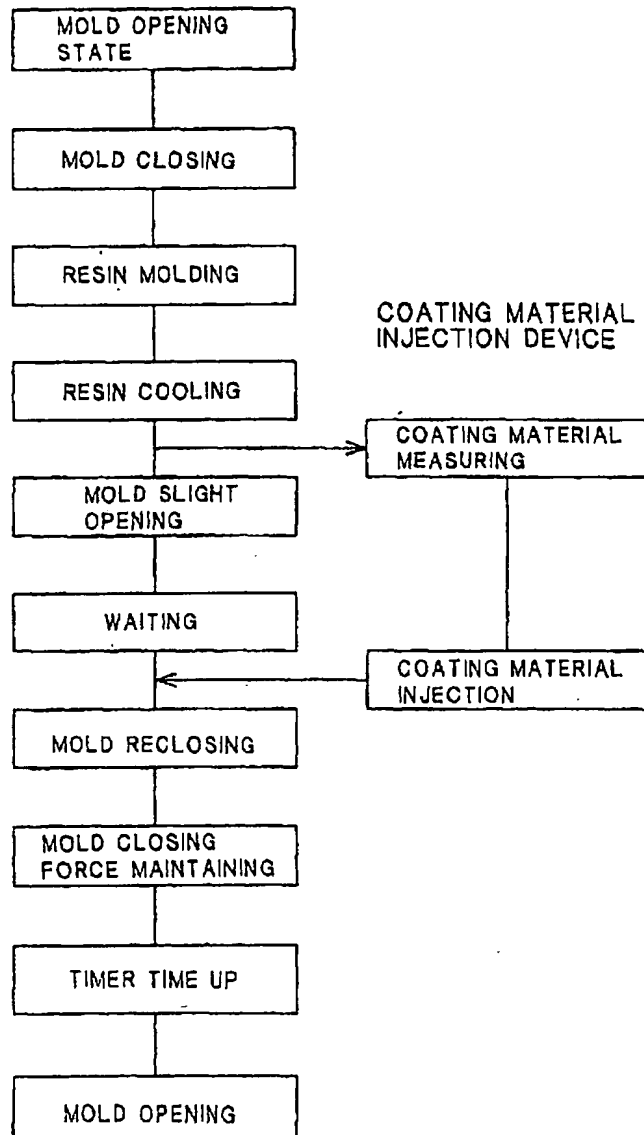 MOLD OPENING
STATE
MOLD CLOSING
RESIN MOLDING
COATING MATERIAL
INJECTION DEVICE
RESIN COOLING
COATING MATERIAL
MEASURING
MOLD SLIGHT
OPENING
WAITING
COATING MATERIAL
INJECTION
MOLD RECLOSING
MOLD CLOSING
FORCE MAINTAINING
TIMER TIME UP
MOLD OPENING